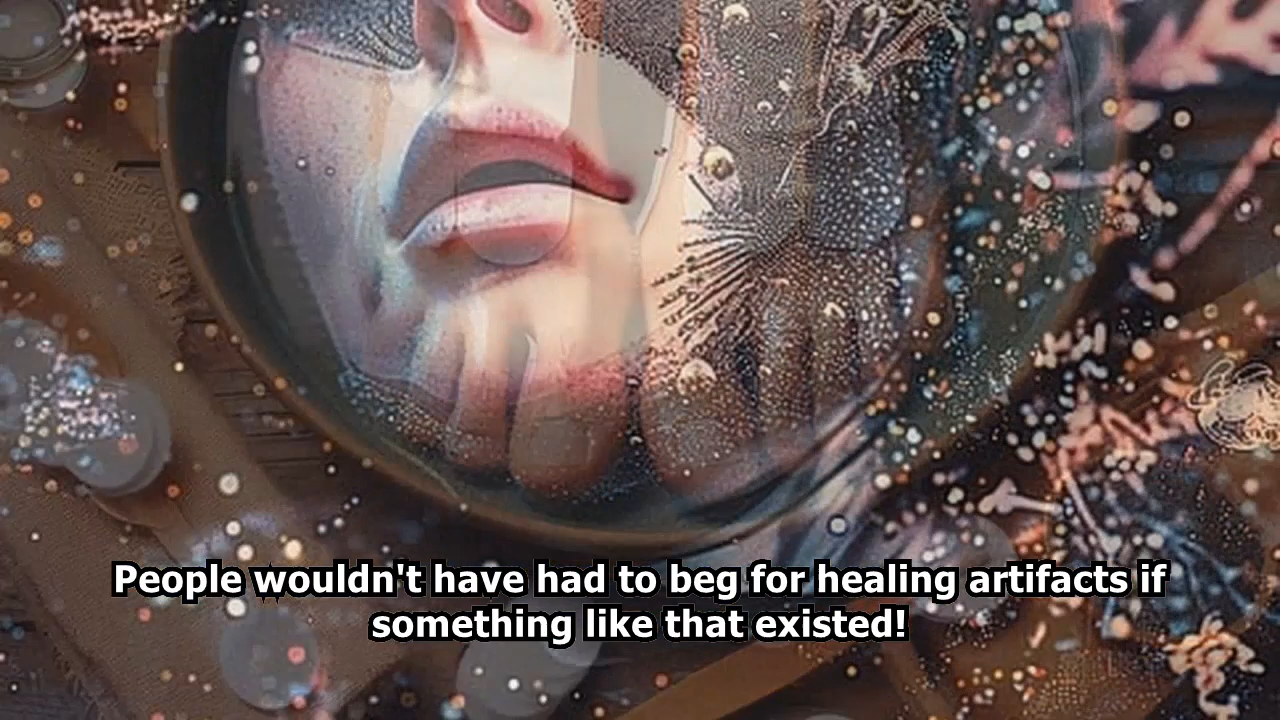 People wouldn't have had to beg for healing artifacts if
something like that existed!